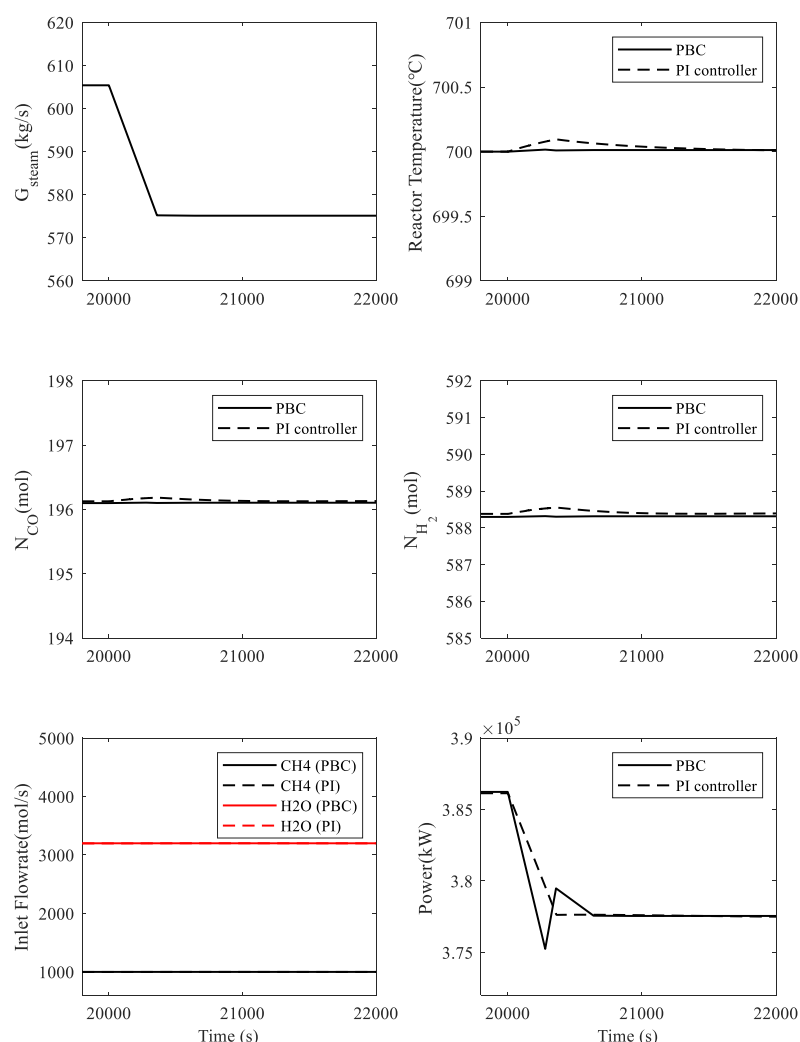 620
610
600
590
580
570
560
G steam (kg/s)
20000 21000 22000
701
700.5
700
699.5
699
Reactor Temperature(°C)
PBC
PI controller
20000 21000 22000
198
197
196
195
194
N CO (mol)
PBC
PI controller
20000 21000 22000
592
591
590
589
588
587
586
585
N H2 (mol)
PBC
PI controller
20000 21000 22000
5000
4000
3000
2000
1000
Inlet Flowrate(mol/s)
CH4 (PBC)
CH4 (PI)
H2O (PBC)
H2O (PI)
20000 21000 22000
Time (s)
×10^5
3.9
3.85
3.8
3.75
Power(kW)
PBC
PI controller
20000 21000 22000
Time (s)